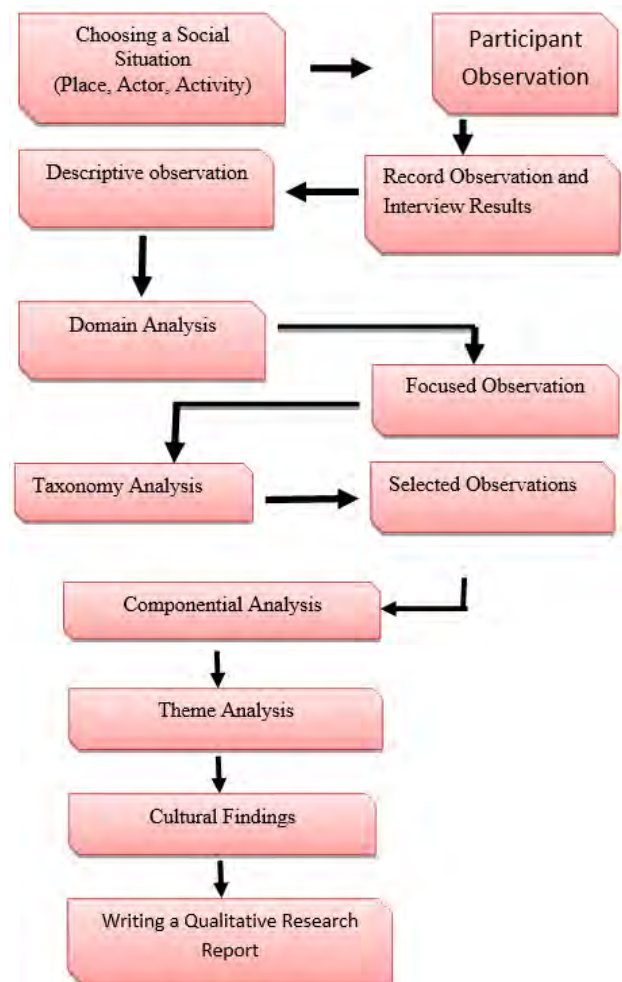 Choosing a Social
Situation
(Place, Actor, Activity)
Participant
Observation
Record Observation and
Interview Results
Descriptive observation
Domain Analysis
Focused Observation
Taxonomy Analysis
Selected Observations
Componential Analysis
Theme Analysis
Cultural Findings
Writing a Qualitative Research
Report